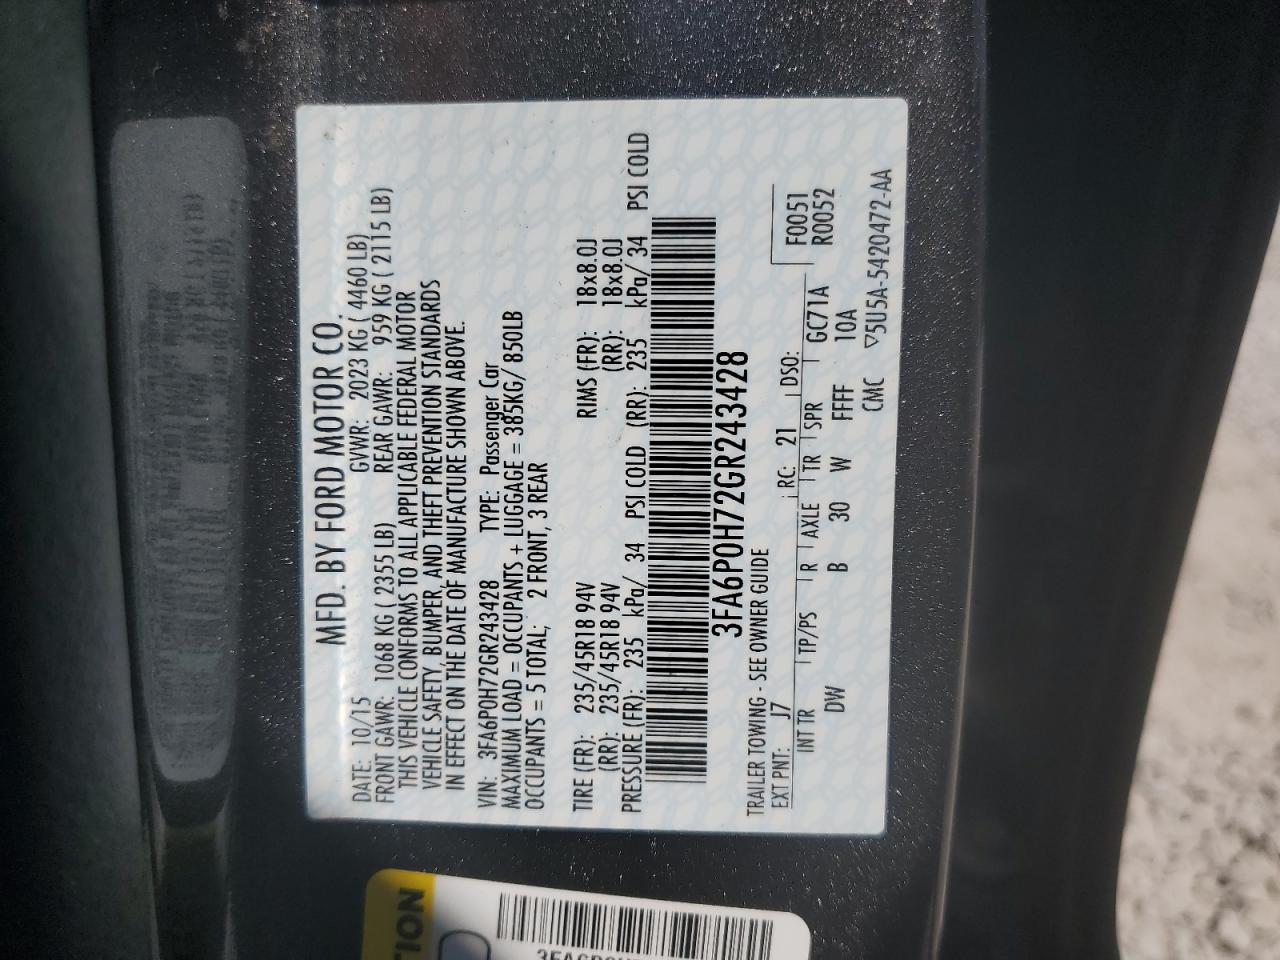 MFD. BY FORD MOTOR CO.
DATE: 10/15 GVWR: 2023 KG ( 4460 LB)
FRONT GAWR: 1068 KG ( 2355 LB) REAR GAWR: 959 KG ( 2115 LB)
THIS VEHICLE CONFORMS TO ALL APPLICABLE FEDERAL MOTOR
VEHICLE SAFETY, BUMPER, AND THEFT PREVENTION STANDARDS
IN EFFECT ON THE DATE OF MANUFACTURE SHOWN ABOVE.
VIN: 3FA6P0H72GR243428 TYPE: Passenger Car
MAXIMUM LOAD = OCCUPANTS + LUGGAGE = 385KG/ 850LB
OCCUPANTS = 5 TOTAL; 2 FRONT, 3 REAR
TIRE (FR): 235/45R18 94V RIMS (FR): 18x8.0J
(RR): 235/45R18 94V (RR): 18x8.0J
PRESSURE (FR): 235 kPa/ 34 PSI COLD (RR): 235 kPa/ 34 PSI COLD
3FA6P0H72GR243428
TRAILER TOWING - SEE OWNER GUIDE
EXT PNT: J7 RC: 21 DSO: F0051
R0052
INT TR TP/PS R AXLE TR SPR GC71A
DW B 30 W FFFF 10A
CMC ▽5U5A-5420472-AA